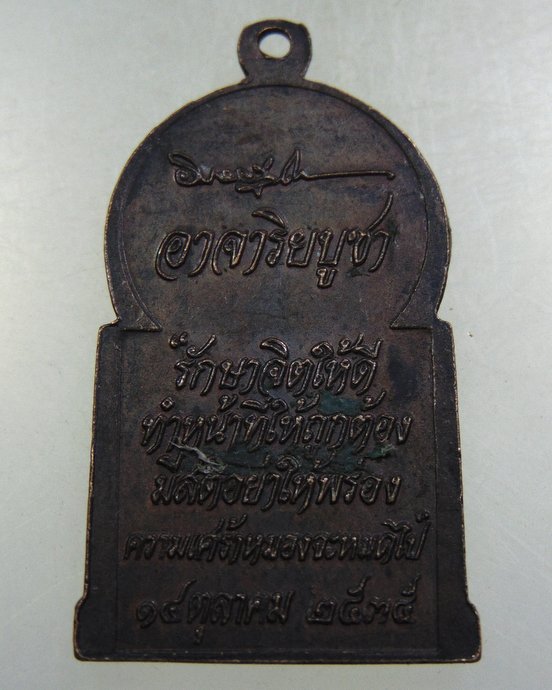 อาจาริยบูชา
"รักษาจิตให้ดี
ทำหน้าที่ให้ถูกต้อง
มีสติอย่าให้พร่อง
ความเศร้าหมองจะหมดไป"
๑๔ ตุลาคม ๒๕๓๕